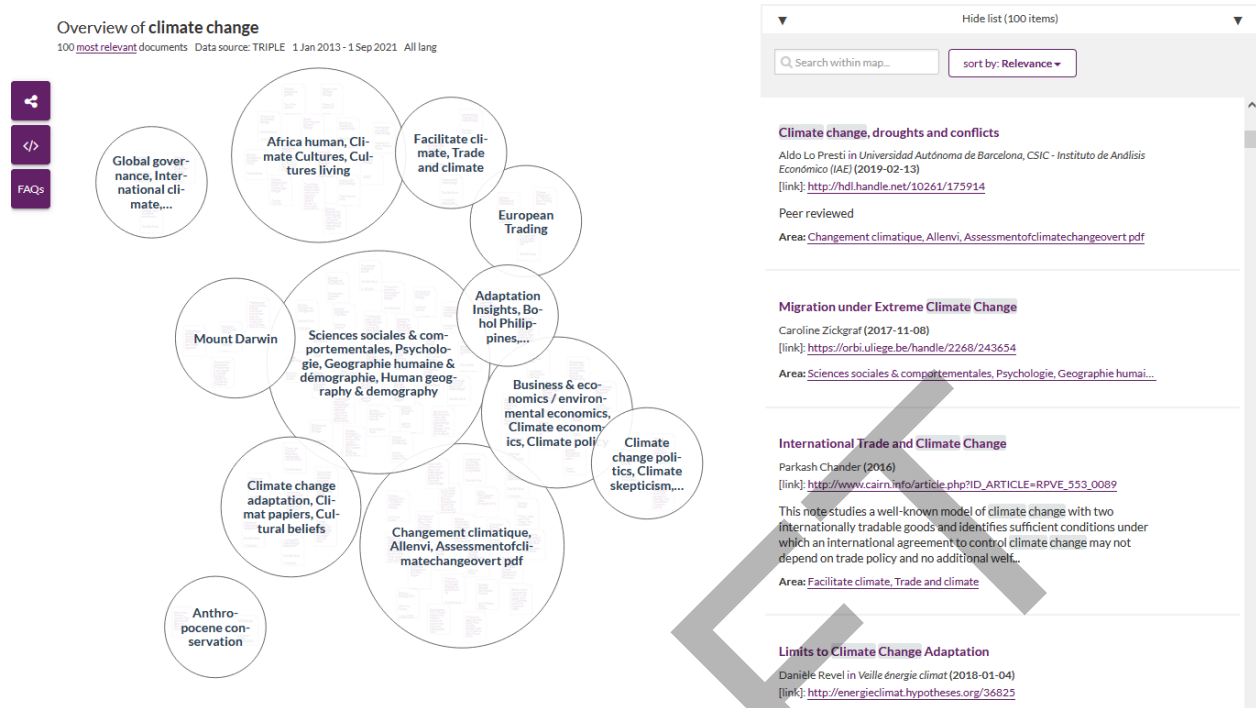 Overview of climate change
100 most relevant documents Data source: TRIPLE 1 Jan 2013 - 1 Sep 2021 All lang
</>
FAQs
Global gover-
nance, Inter-
national cli-
mate,...
Africa human, Cli-
mate Cultures, Cul-
tures living
Facilitate cli-
mate, Trade
and climate
European
Trading
Mount Darwin
Sciences sociales & com-
portementales, Psycholo-
gie, Geographie humaine &
démographie, Human geog-
raphy & demography
Adaptation
Insights, Bo-
hol Philip-
pines,...
Business & eco-
nomics / environ-
mental economics,
Climate econom-
ics, Climate policy
Climate
change poli-
tics, Climate
skepticism,...
Climate change
adaptation, Cli-
mat papiers, Cul-
tural beliefs
Changement climatique,
Allenvi, Assessmentofcli-
matechangeovert pdf
Anthro-
pocene con-
servation
Hide list (100 items)
Search within map...
sort by: Relevance
Climate change, droughts and conflicts
Aldo Lo Presti in Universidad Autónoma de Barcelona, CSIC - Instituto de Análisis
Económico (IAE) (2019-02-13)
[link]: http://hdl.handle.net/10261/175914
Peer reviewed
Area: Changement climatique, Allenvi, Assessmentofclimatechangeovert pdf
Migration under Extreme Climate Change
Caroline Zickgraf (2017-11-08)
[link]: https://orbi.uliege.be/handle/2268/243654
Area: Sciences sociales & comportementales, Psychologie, Geographie humai...
International Trade and Climate Change
Parkash Chander (2016)
[link]: http://www.cairn.info/article.php?ID_ARTICLE=RPVE_553_0089
This note studies a well-known model of climate change with two
internationally tradable goods and identifies sufficient conditions under
which an international agreement to control climate change may not
depend on trade policy and no additional welf...
Area: Facilitate climate, Trade and climate
Limits to Climate Change Adaptation
Danièle Revel in Veille énergie climat (2018-01-04)
[link]: http://energieclimat.hypotheses.org/36825